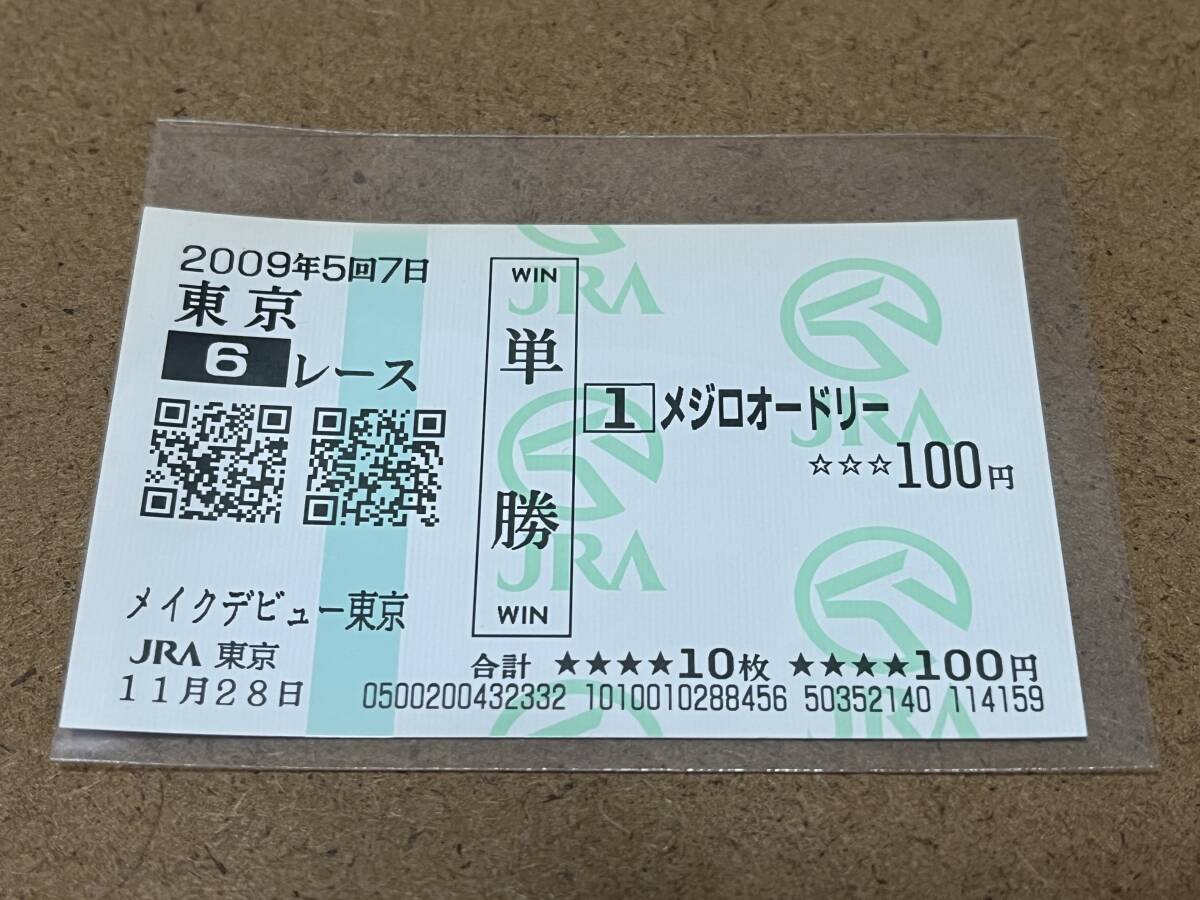 2009年5回7日
東京
6レース
メイクデビュー東京
JRA 東京
11月28日
WIN
単勝
WIN
1 メジロオードリー
☆☆☆100円
合計 ★★★★10枚 ★★★★100円
0500200432332 1010010288456 50352140 114159
JRA
JRA
JRA